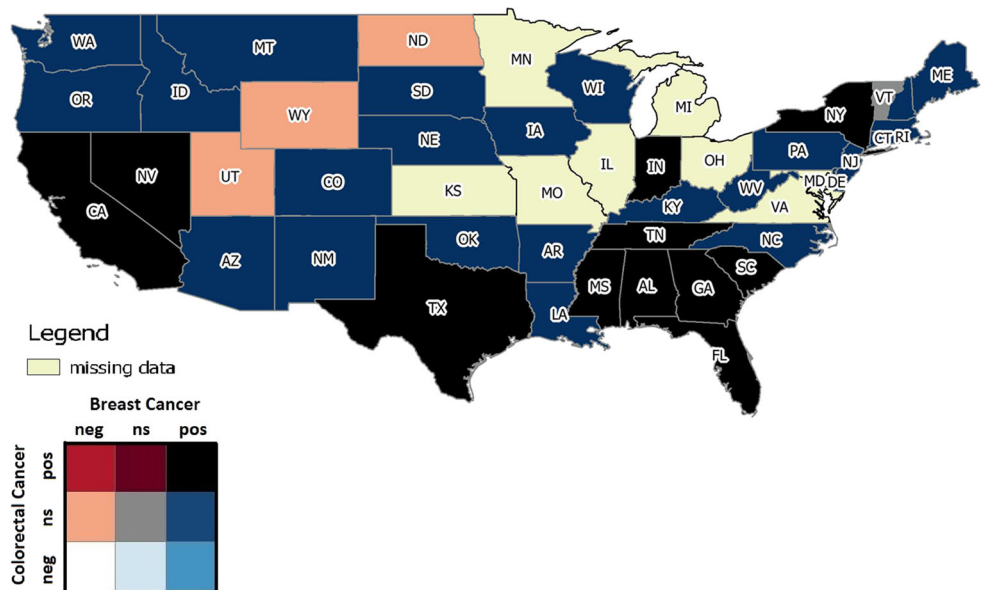 WA
MT
ND
MN
ME
OR
ID
SD
WI
VT
WY
MI
NY
IA
CT RI
NE
PA
NJ
UT
NV
CO
KS
MO
IL
IN
OH
WV
MD DE
KY
VA
CA
AZ
NM
OK
AR
TN
NC
SC
TX
MS
AL
GA
LA
FL
Legend
missing data
Breast Cancer
neg ns pos
Colorectal Cancer
pos
ns
neg